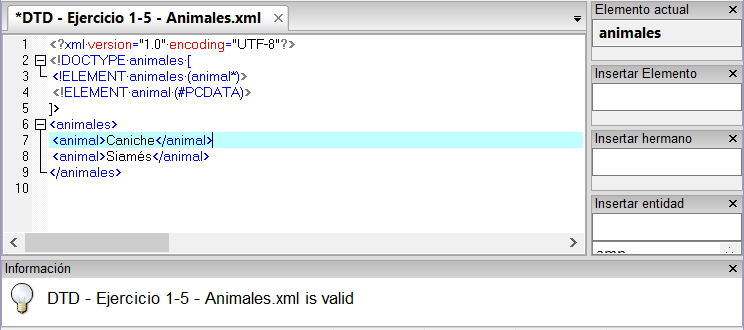 *DTD - Ejercicio 1-5 - Animales.xml
1 <?xml version="1.0" encoding="UTF-8"?>
2 <!DOCTYPE animales [
3 <!ELEMENT animales (animal*)>
4 <!ELEMENT animal (#PCDATA)>
5 ]>
6 <animales>
7 <animal>Caniche</animal>
8 <animal>Siamés</animal>
9 </animales>
10
Elemento actual
animales
Insertar Elemento
Insertar hermano
Insertar entidad
amp
Información
DTD - Ejercicio 1-5 - Animales.xml is valid